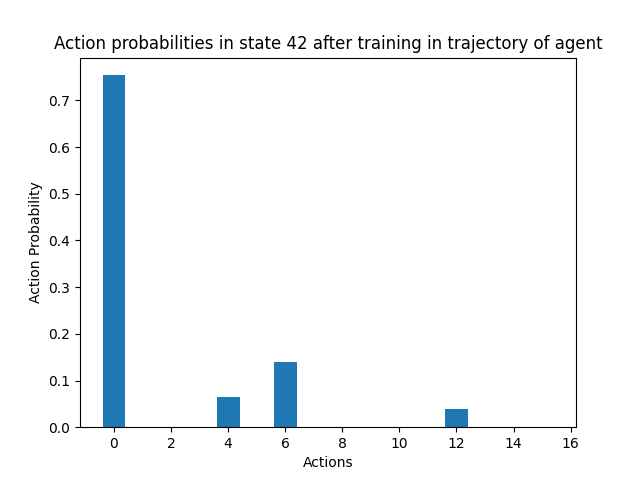 Action probabilities in state 42 after training in trajectory of agent
Action Probability
0.7
0.6
0.5
0.4
0.3
0.2
0.1
0.0
0 2 4 6 8 10 12 14 16
Actions